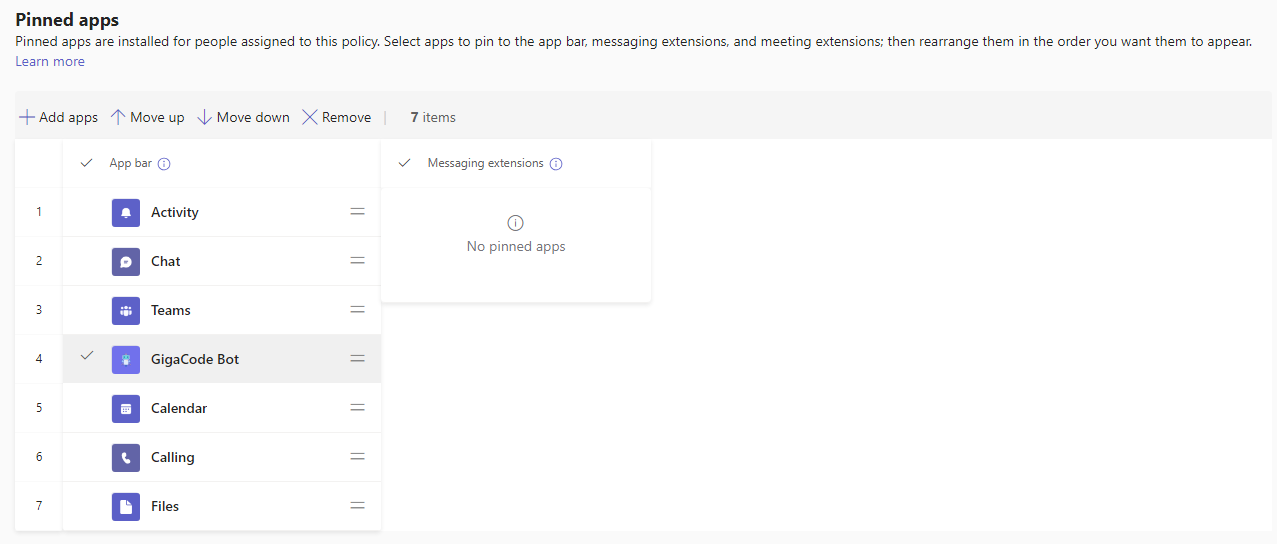 Pinned apps
Pinned apps are installed for people assigned to this policy. Select apps to pin to the app bar, messaging extensions, and meeting extensions; then rearrange them in the order you want them to appear.
Learn more
Add apps Move up Move down Remove | 7 items
App bar Messaging extensions
1 Activity
No pinned apps
2 Chat
3 Teams
4 GigaCode Bot
5 Calendar
6 Calling
7 Files